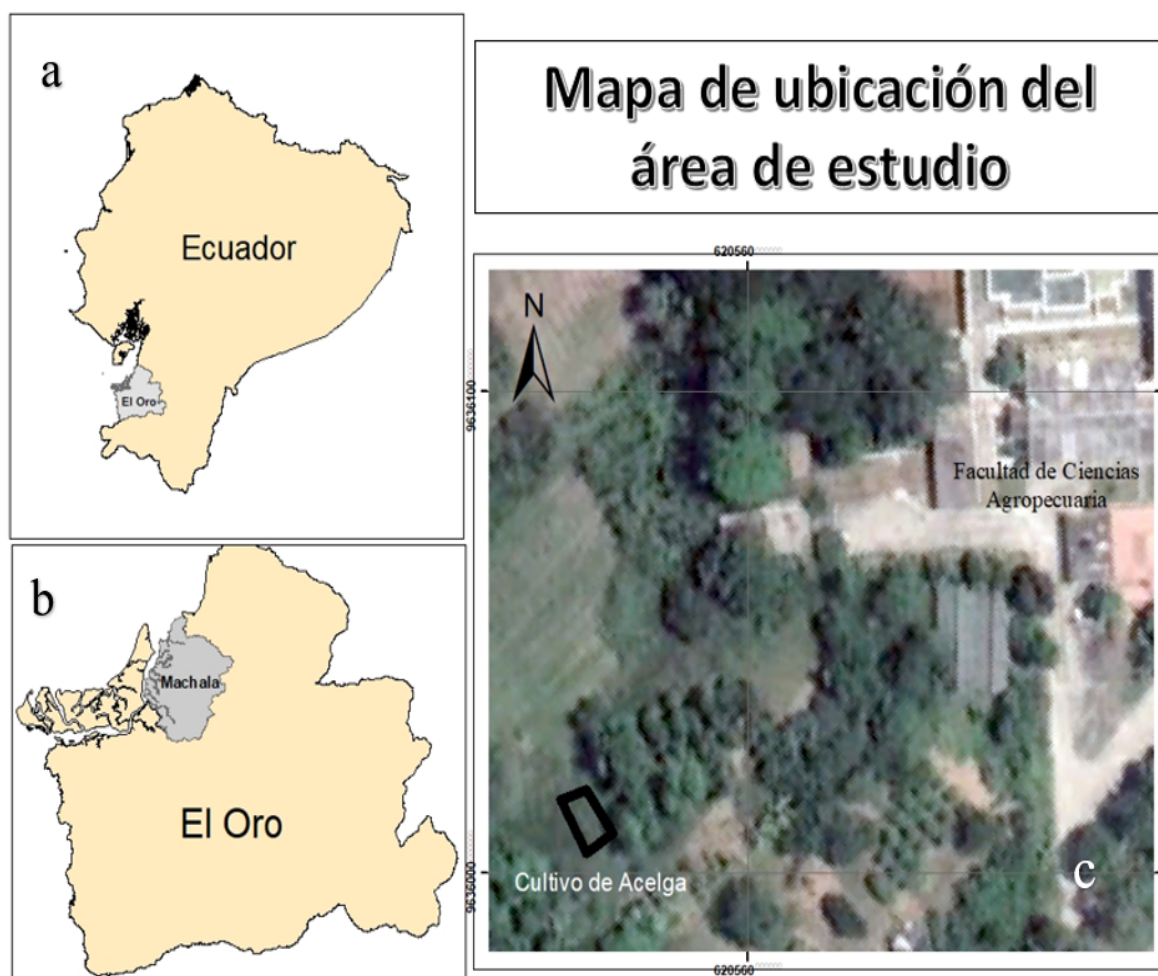 a
Ecuador
El Oro
b
Machala
El Oro
Mapa de ubicación del
área de estudio
620560
N
9636100
Facultad de Ciencias
Agropecuaria
Cultivo de Acelga
9636000
c
620560